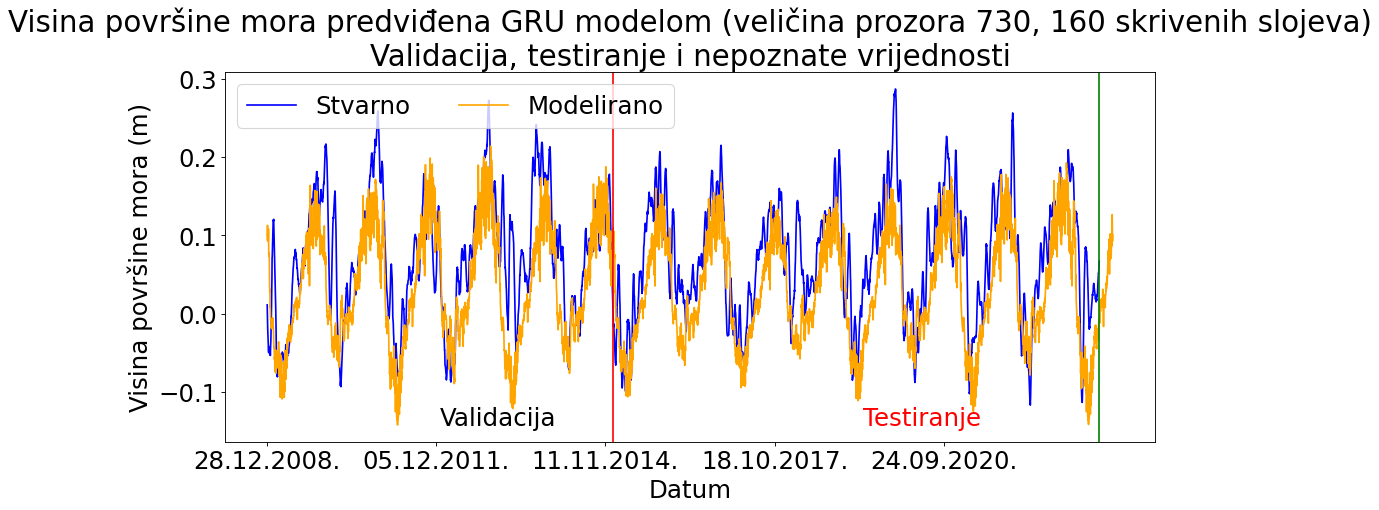 Visina površine mora predviđena GRU modelom (veličina prozora 730, 160 skrivenih slojeva)
Validacija, testiranje i nepoznate vrijednosti
Stvarno
Modelirano
Visina površine mora (m)
0.3
0.2
0.1
0.0
−0.1
Validacija
Testiranje
28.12.2008.
05.12.2011.
11.11.2014.
18.10.2017.
24.09.2020.
Datum